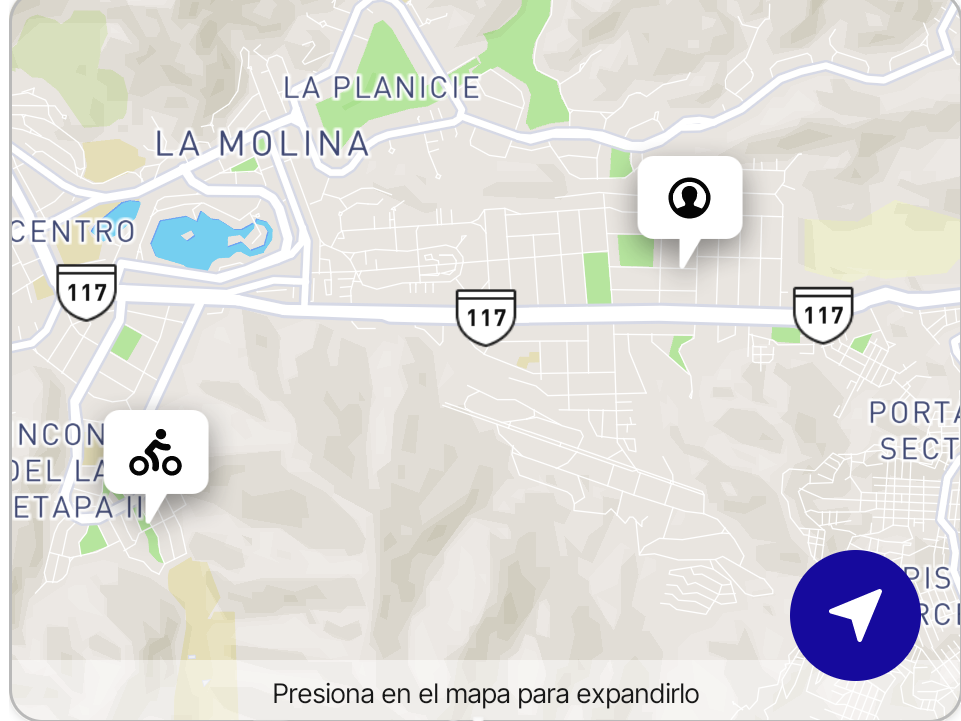 LA PLANICIE
LA MOLINA
CENTRO
117
117
117
NCON
DEL LA
ETAPA II
PORTA
SECT
PIS
RCI
Presiona en el mapa para expandirlo